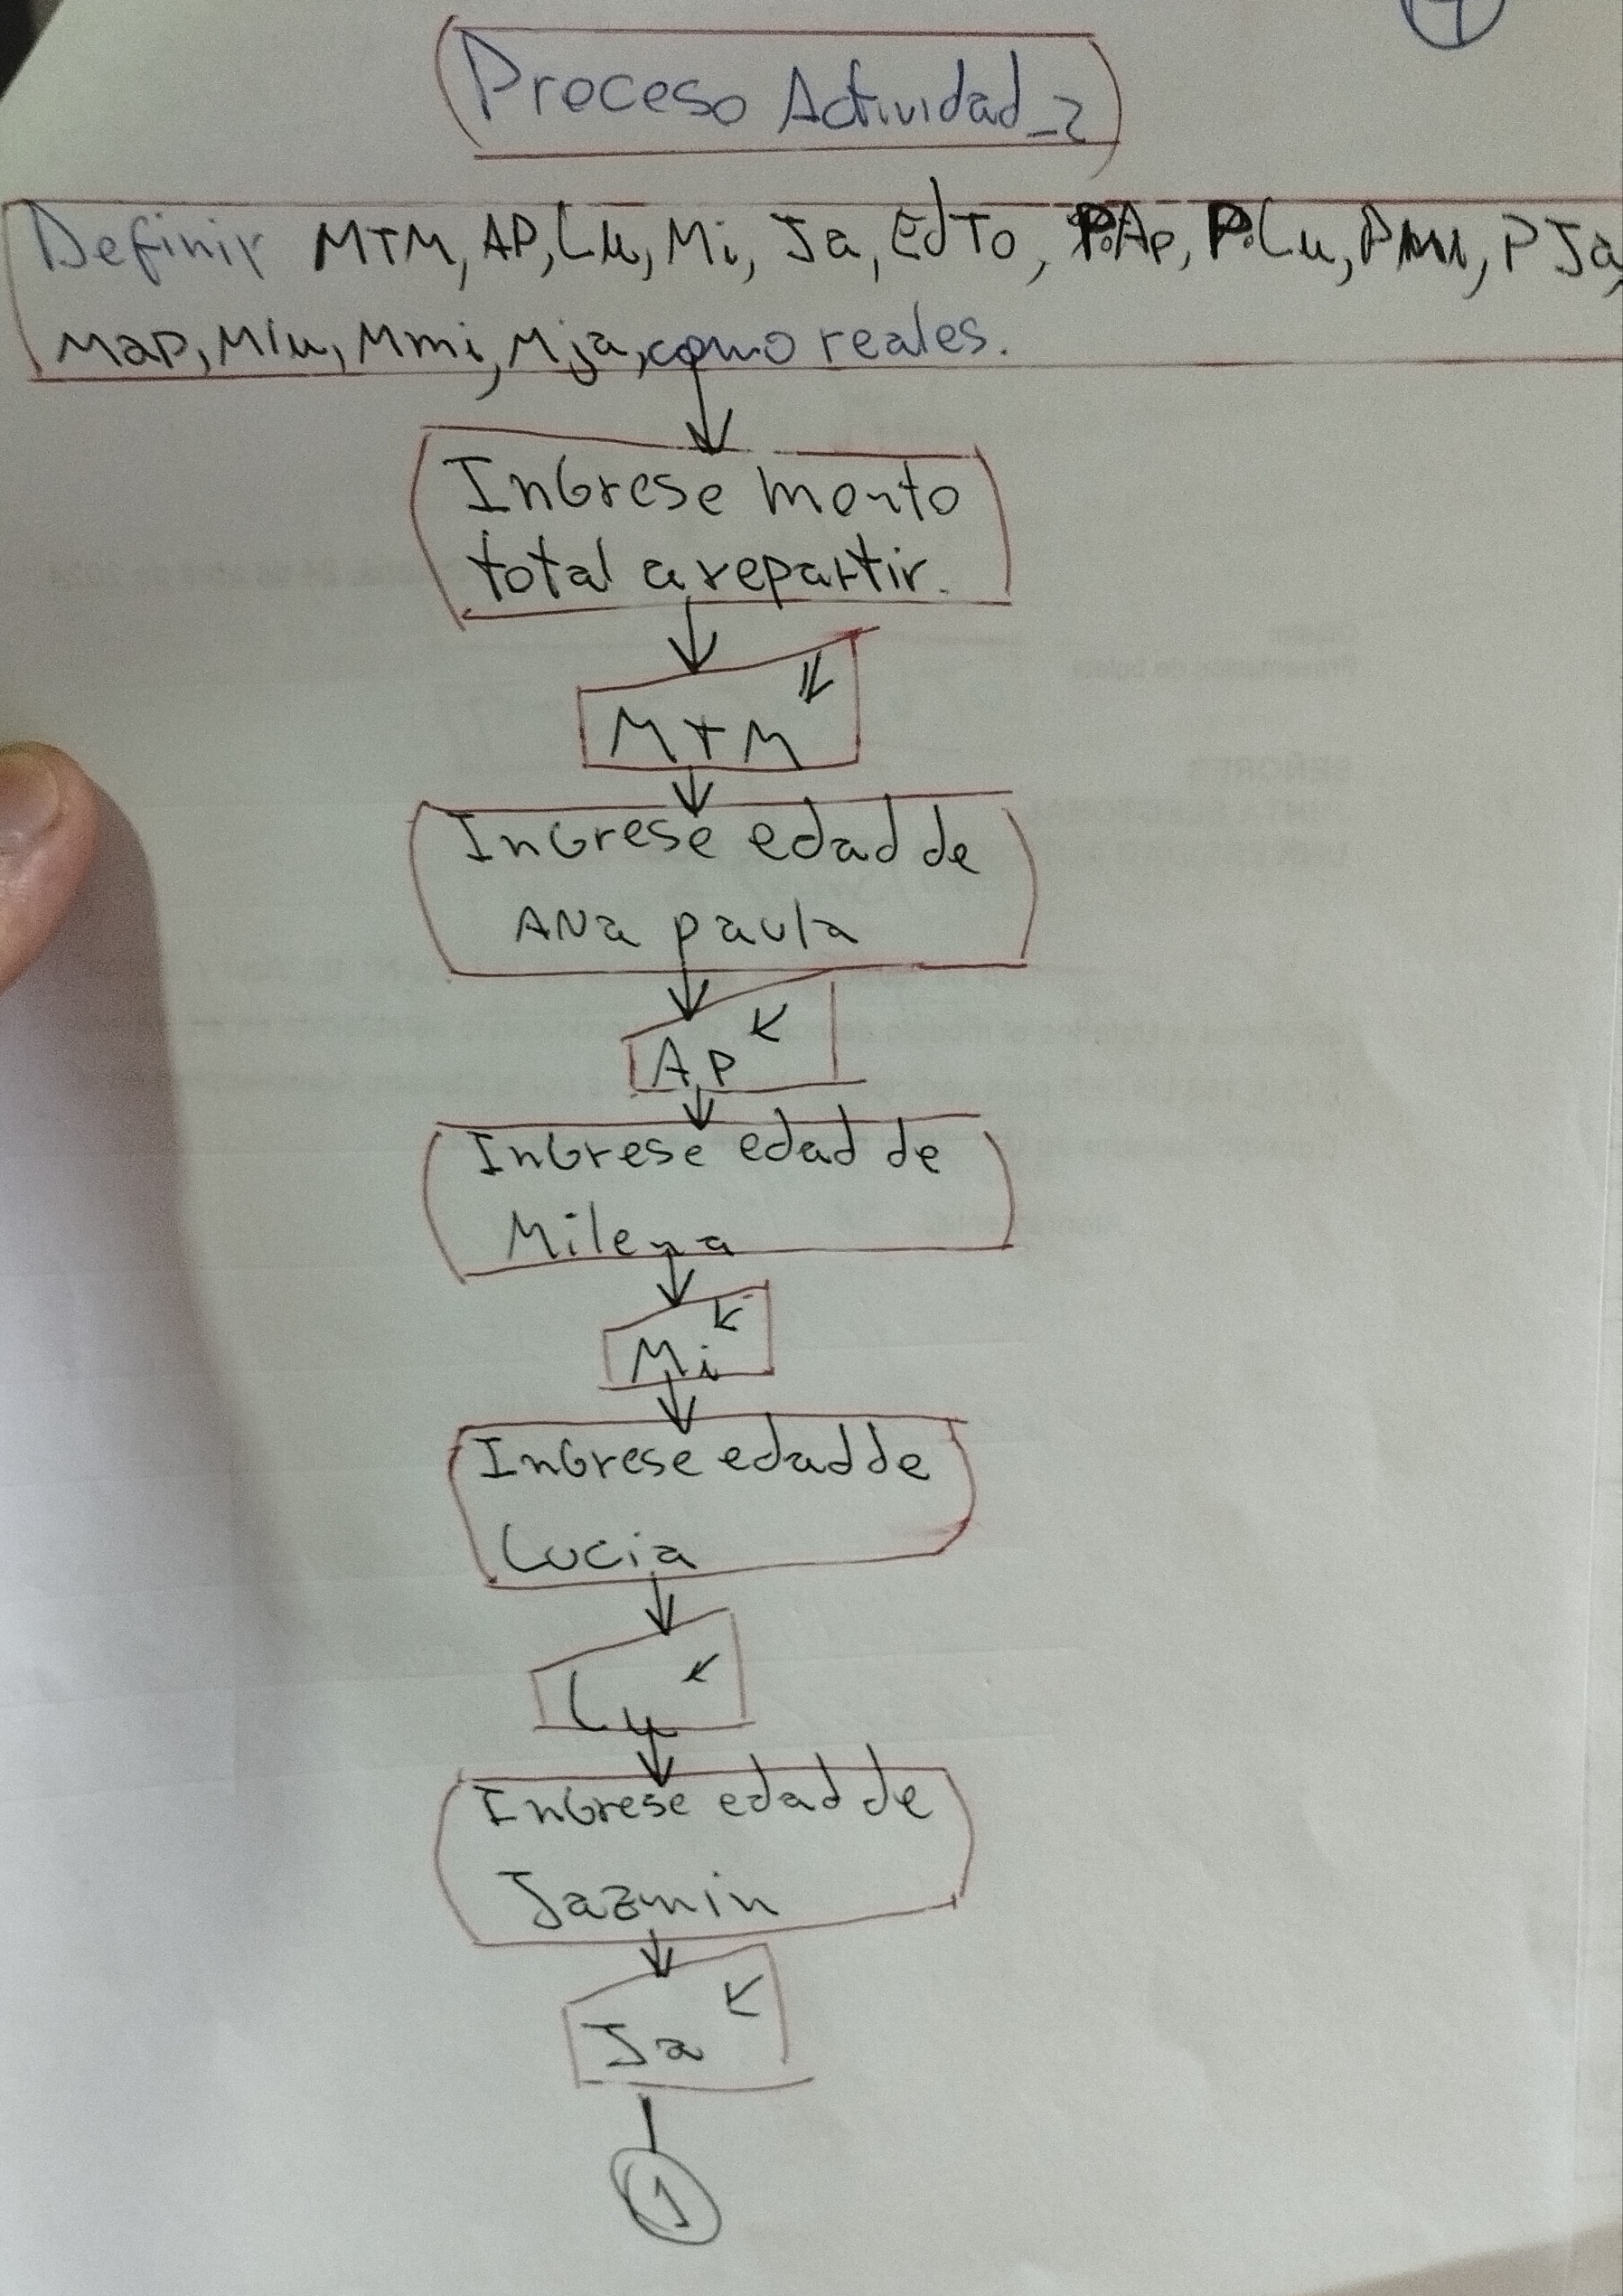 Proceso Actividad_2
Definir MTM, AP, Lu, Mi, Ja, EdTo, P.Ap, P.Lu, Pmi, PJa,
Map, Mlu, Mmi, Mja, como reales.
Ingrese monto
total a repartir.
MTM
Ingrese edad de
ANa paula
Ap
Ingrese edad de
Milena
Mi
Ingrese edad de
Lucia
Lu
Ingrese edad de
Jazmin
Ja
1